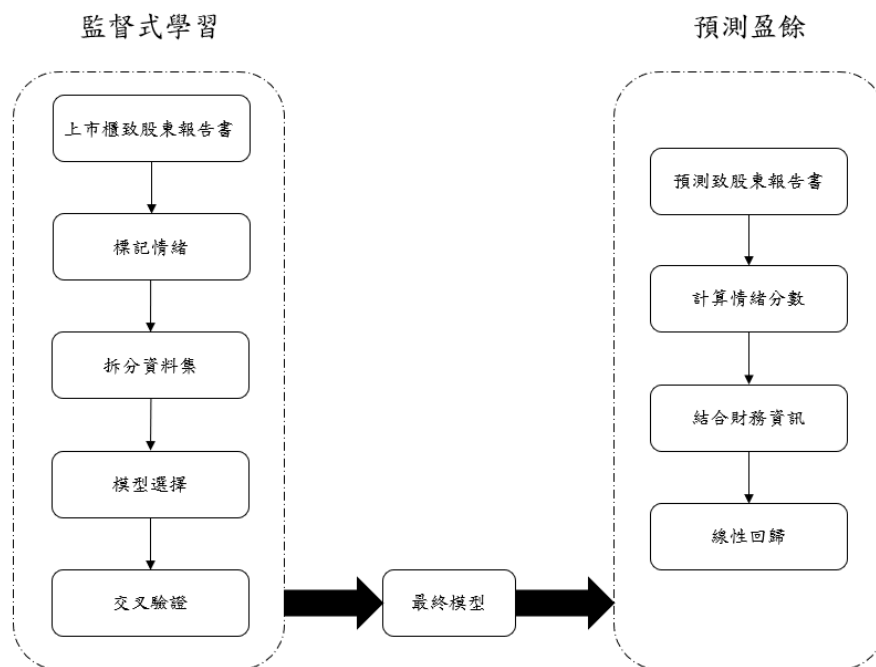 監督式學習
上市櫃致股東報告書
標記情緒
拆分資料集
模型選擇
交叉驗證
最終模型
預測盈餘
預測致股東報告書
計算情緒分數
結合財務資訊
線性回歸